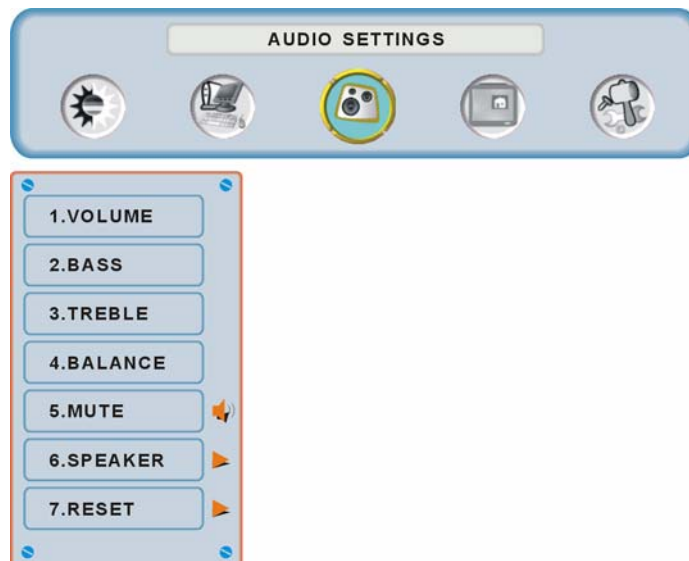 AUDIO SETTINGS
1.VOLUME
2.BASS
3.TREBLE
4.BALANCE
5.MUTE
6.SPEAKER
7.RESET